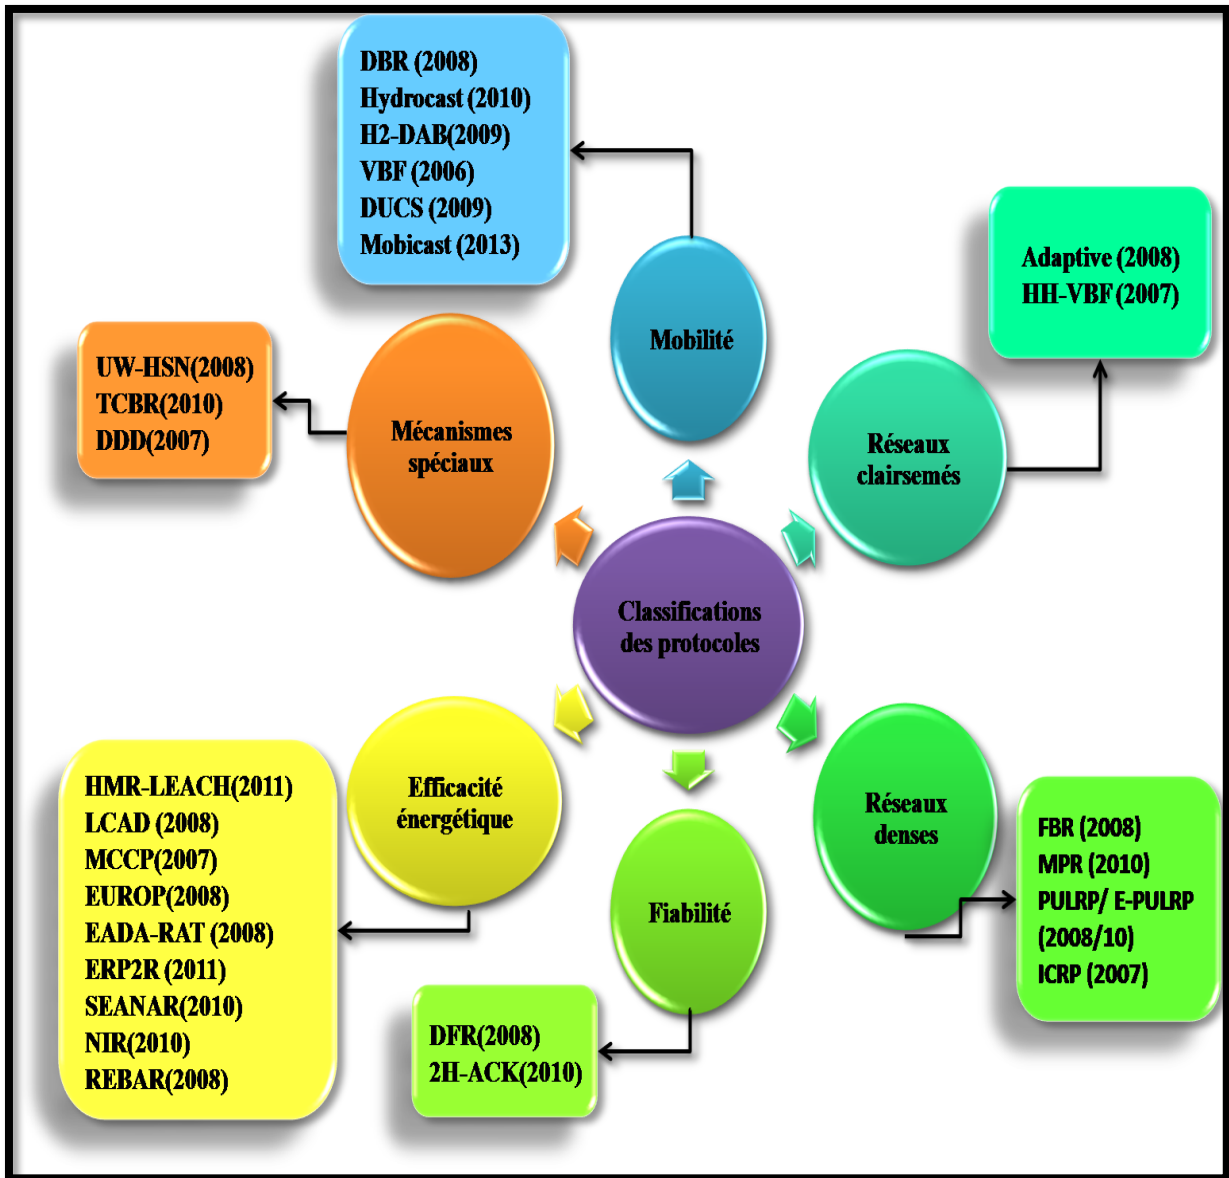 DBR (2008)
Hydrocast (2010)
H2-DAB(2009)
VBF (2006)
DUCS (2009)
Mobicast (2013)
Mobilité
Adaptive (2008)
HH-VBF(2007)
Réseaux
clairsemés
UW-HSN(2008)
TCBR(2010)
DDD(2007)
Mécanismes
spéciaux
Classifications
des protocoles
HMR-LEACH(2011)
LCAD (2008)
MCCP(2007)
EUROP(2008)
EADA-RAT (2008)
ERP2R (2011)
SEANAR(2010)
NIR(2010)
REBAR(2008)
Efficacité
énergétique
Fiabilité
DFR(2008)
2H-ACK(2010)
Réseaux
denses
FBR (2008)
MPR (2010)
PULRP/ E-PULRP
(2008/10)
ICRP (2007)